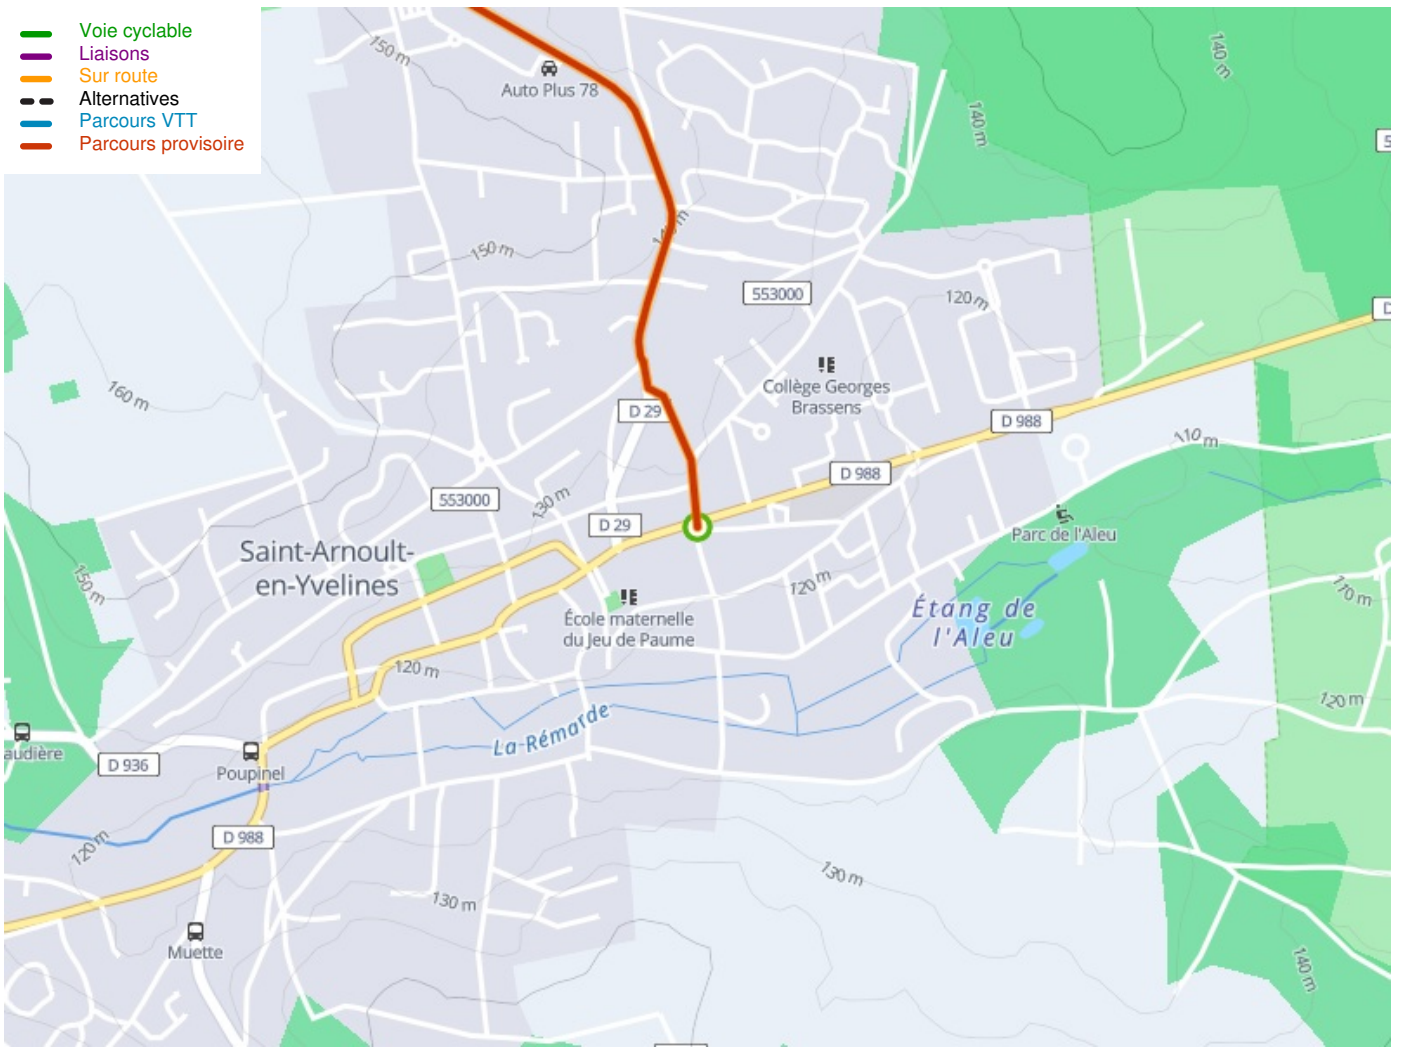 Voie cyclable
Liaisons
Sur route
Alternatives
Parcours VTT
Parcours provisoire
150 m
Auto Plus 78
140 m
140 m
150 m
553000
120 m
160 m
Collège Georges
Brassens
D 29
D 988
110 m
D 988
553000
130 m
D 29
Parc de l'Aleu
Saint-Arnoult-
en-Yvelines
150 m
120 m
École maternelle
du Jeu de Paume
Étang de
l'Aleu
120 m
120 m
La Rémarde
audière
D 936
Poupinel
D 988
120 m
130 m
130 m
Muette
140 m